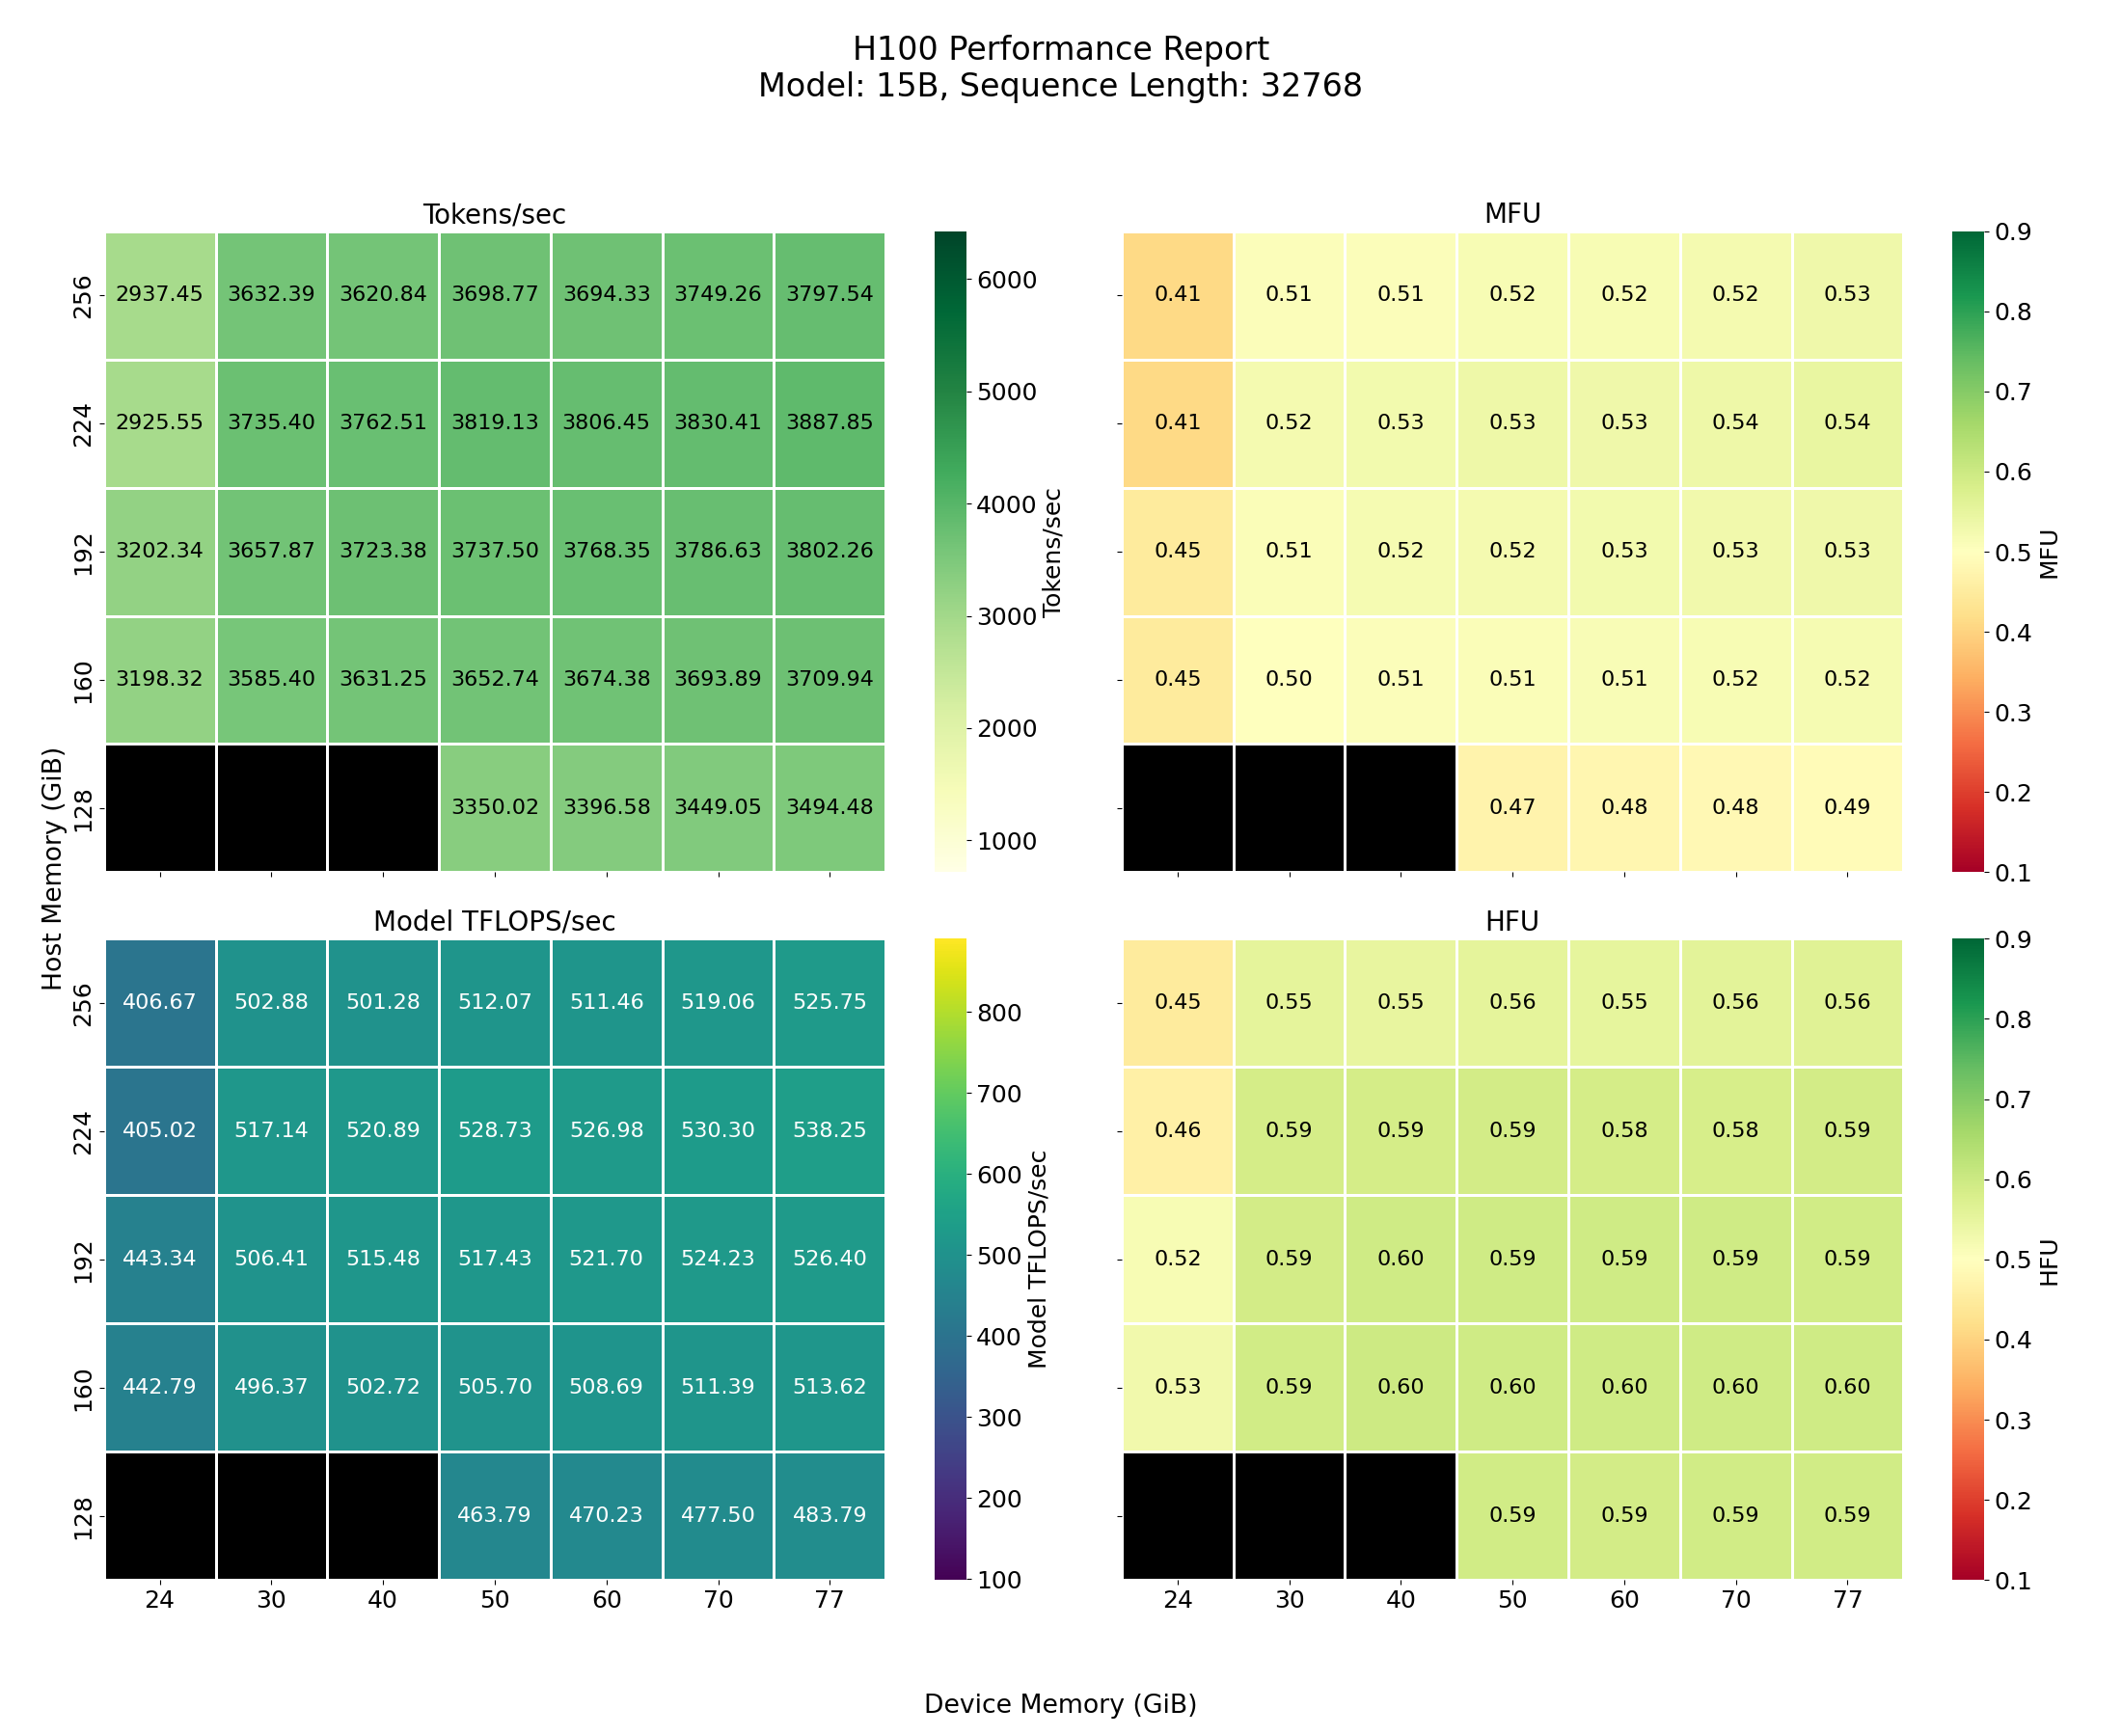 H100 Performance Report
Model: 15B, Sequence Length: 32768
Tokens/sec
256 2937.45 3632.39 3620.84 3698.77 3694.33 3749.26 3797.54
224 2925.55 3735.40 3762.51 3819.13 3806.45 3830.41 3887.85
192 3202.34 3657.87 3723.38 3737.50 3768.35 3786.63 3802.26
160 3198.32 3585.40 3631.25 3652.74 3674.38 3693.89 3709.94
128 3350.02 3396.58 3449.05 3494.48
6000
5000
4000
3000
2000
1000
Tokens/sec
MFU
0.41 0.51 0.51 0.52 0.52 0.52 0.53
0.41 0.52 0.53 0.53 0.53 0.54 0.54
0.45 0.51 0.52 0.52 0.53 0.53 0.53
0.45 0.50 0.51 0.51 0.51 0.52 0.52
0.47 0.48 0.48 0.49
0.9
0.8
0.7
0.6
0.5
0.4
0.3
0.2
0.1
MFU
Host Memory (GiB)
Model TFLOPS/sec
256 406.67 502.88 501.28 512.07 511.46 519.06 525.75
224 405.02 517.14 520.89 528.73 526.98 530.30 538.25
192 443.34 506.41 515.48 517.43 521.70 524.23 526.40
160 442.79 496.37 502.72 505.70 508.69 511.39 513.62
128 463.79 470.23 477.50 483.79
24 30 40 50 60 70 77
800
700
600
500
400
300
200
100
Model TFLOPS/sec
HFU
0.45 0.55 0.55 0.56 0.55 0.56 0.56
0.46 0.59 0.59 0.59 0.58 0.58 0.59
0.52 0.59 0.60 0.59 0.59 0.59 0.59
0.53 0.59 0.60 0.60 0.60 0.60 0.60
0.59 0.59 0.59 0.59
24 30 40 50 60 70 77
0.9
0.8
0.7
0.6
0.5
0.4
0.3
0.2
0.1
HFU
Device Memory (GiB)